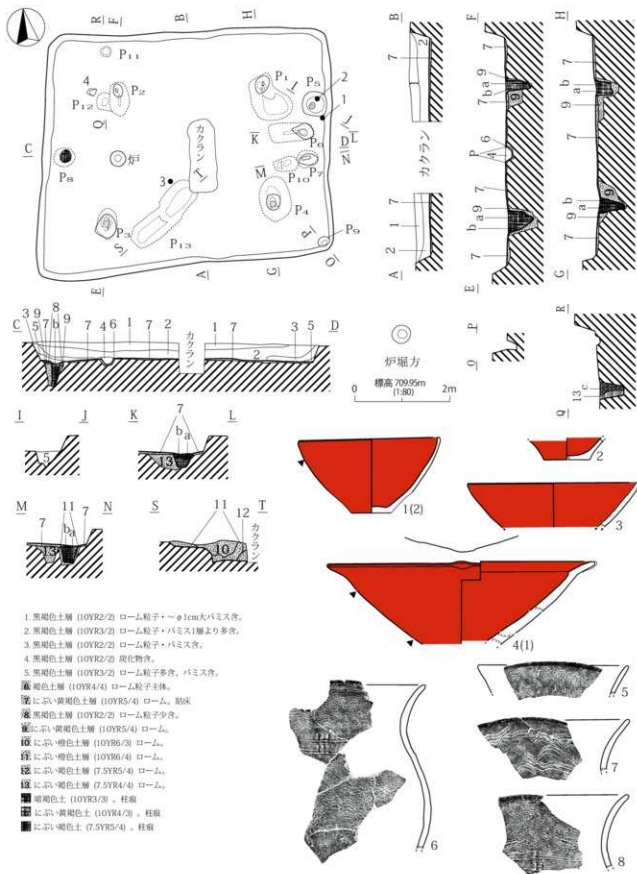 R F B H
P11
4
P12 P2
P1 I P5 2
1
J
K L
P6
D
N
Q
C
P8
炉
カクラン
T
M
P7
P10
3
P4
P3
S
P13
P
P9
O
E A G
B
7 2
カクラン
7 1 2
A
F
7
9
b a
7 9
6
P 4
7
a 9
b
7
E
H
7
b
a
9
7
9
b
a
9
7
G
P
O
R
c
13
Q
C 3 9 8 9
5 7 b 7 4 6 1 7 2 カクラン 1 7 2 3 5 D
炉堀方
0 2m
標高 709.95m
(1:80)
I J
5
K 7 L
b a
13
M 11 N
7 b a 7
13
S 11 T
12
10
カクラン
1(2)
2
3
4(1)
5
6
7
8
1. 黒褐色土層 (10YR2/2) ローム粒子・～φ1cm大パミス含。
2. 黒褐色土層 (10YR3/2) ローム粒子・パミス1層より多含。
3. 黒褐色土層 (10YR2/2) ローム粒子・パミス含。
4. 黒褐色土層 (10YR2/2) 炭化物含。
5. 黒褐色土層 (10YR3/2) ローム粒子多含、パミス含。
6. 褐色土層 (10YR4/4) ローム粒子主体。
7. にぶい黄褐色土層 (10YR5/4) ローム。貼床
8. 黒褐色土層 (10YR2/2) ローム粒子少含。
9. にぶい黄褐色土層 (10YR5/4) ローム。
10. にぶい橙色土層 (10YR6/3) ローム。
11. にぶい橙色土層 (10YR6/4) ローム。
12. にぶい褐色土層 (7.5YR5/4) ローム。
13. にぶい褐色土層 (7.5YR4/4) ローム。
暗褐色土 (10YR3/3) 。柱痕
にぶい黄褐色土 (10YR4/3) 。柱痕
にぶい褐色土 (7.5YR5/4) 。柱痕